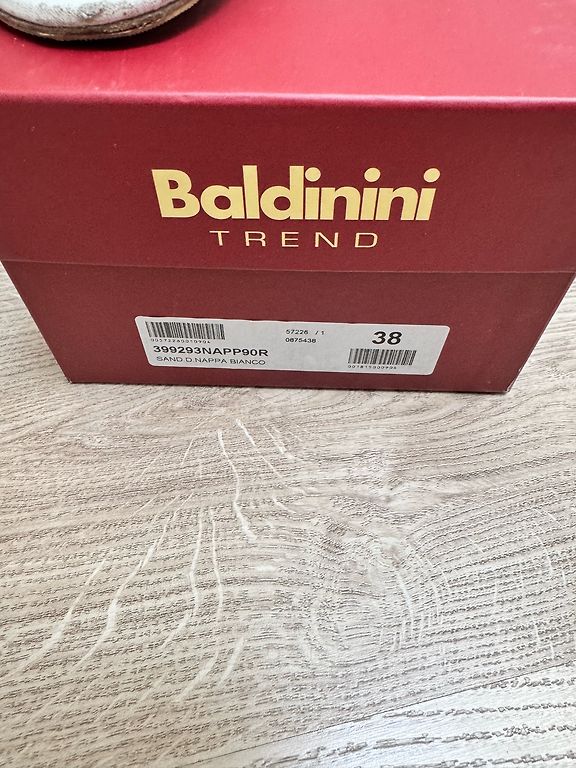 Baldinini
TREND
57226 / 1
38
0875438
399293NAPP90R
SAND.D.NAPPA BIANCO